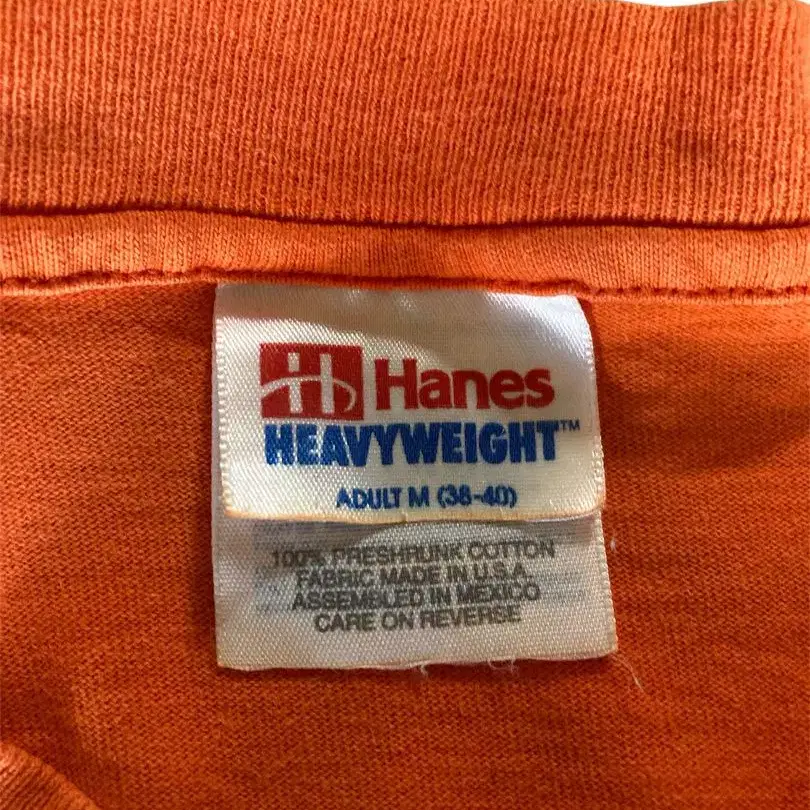 H Hanes
HEAVYWEIGHT™
ADULT M (38-40)
100% PRESHRUNK COTTON
FABRIC MADE IN U.S.A.
ASSEMBLED IN MEXICO
CARE ON REVERSE